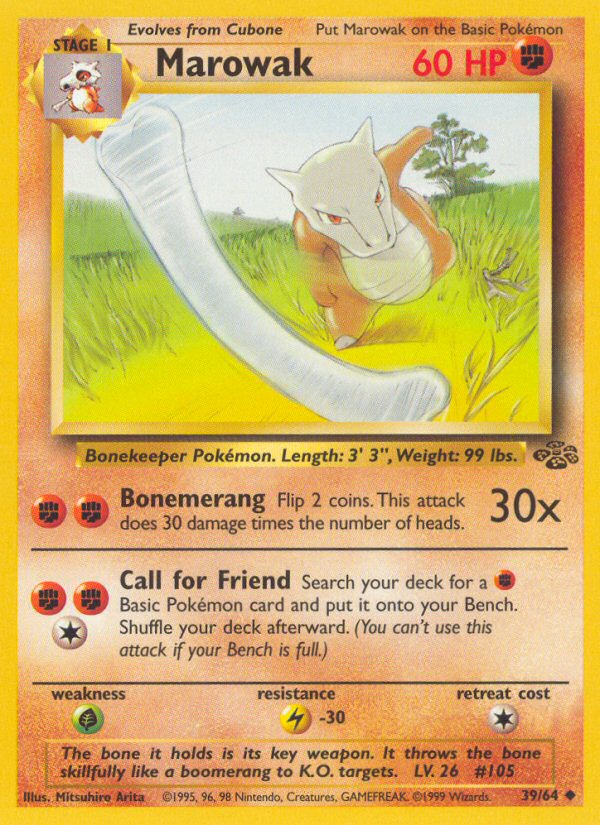 Evolves from Cubone Put Marowak on the Basic Pokémon
STAGE 1
Marowak 60 HP
Bonekeeper Pokémon. Length: 3' 3", Weight: 99 lbs.
Bonemerang Flip 2 coins. This attack
does 30 damage times the number of heads.
30x
Call for Friend Search your deck for a
Basic Pokémon card and put it onto your Bench.
Shuffle your deck afterward. (You can't use this
attack if your Bench is full.)
weakness resistance retreat cost
-30
The bone it holds is its key weapon. It throws the bone
skillfully like a boomerang to K.O. targets. LV. 26 #105
Illus. Mitsuhiro Arita ©1995, 96, 98 Nintendo, Creatures, GAMEFREAK. ©1999 Wizards. 39/64